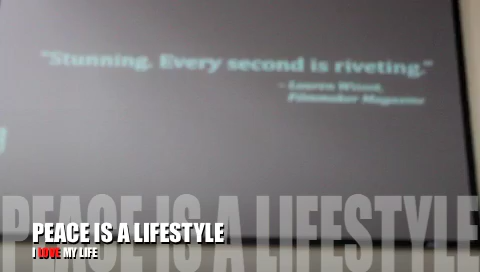 "Stunning. Every second is riveting."
- Lauren Wissot,
Filmmaker Magazine
PEACE IS A LIFESTYLE
PEACE IS A LIFESTYLE
I LOVE MY LIFE